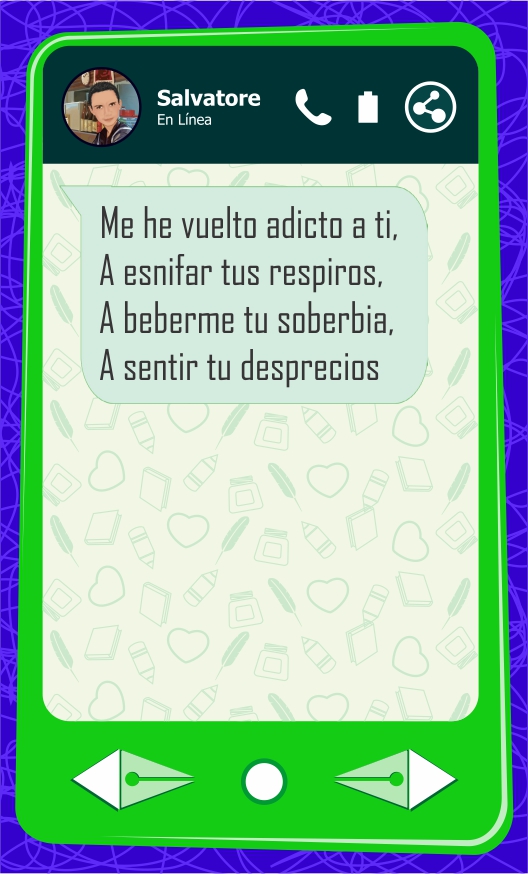 Salvatore
En Línea
Me he vuelto adicto a ti,
A esnifar tus respiros,
A beberme tu soberbia,
A sentir tu desprecios